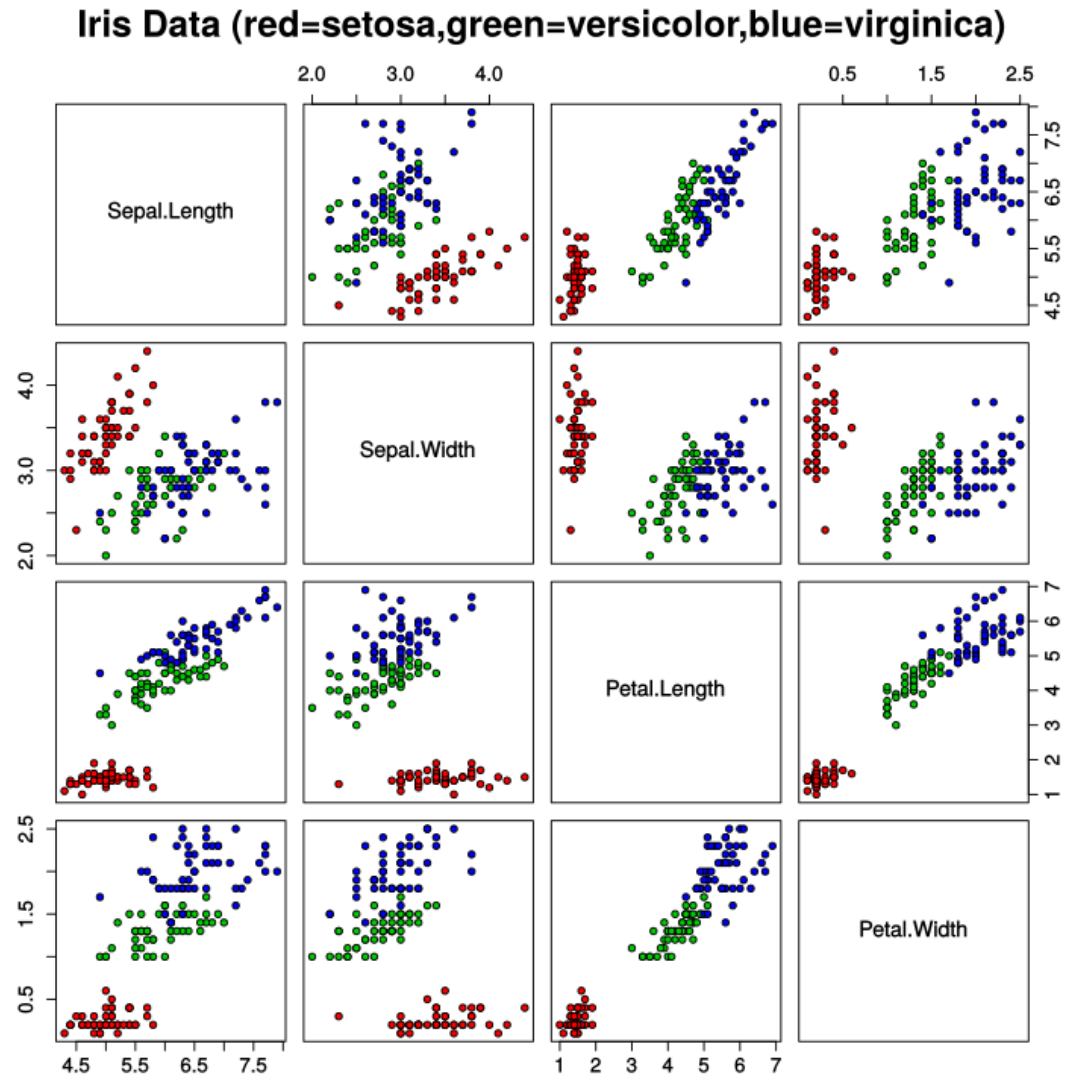 Iris Data (red=setosa,green=versicolor,blue=virginica)
2.0 3.0 4.0
0.5 1.5 2.5
Sepal.Length
4.5 5.5 6.5 7.5
2.0 3.0 4.0
Sepal.Width
Petal.Length
1 2 3 4 5 6 7
0.5 1.5 2.5
Petal.Width
4.5 5.5 6.5 7.5
1 2 3 4 5 6 7